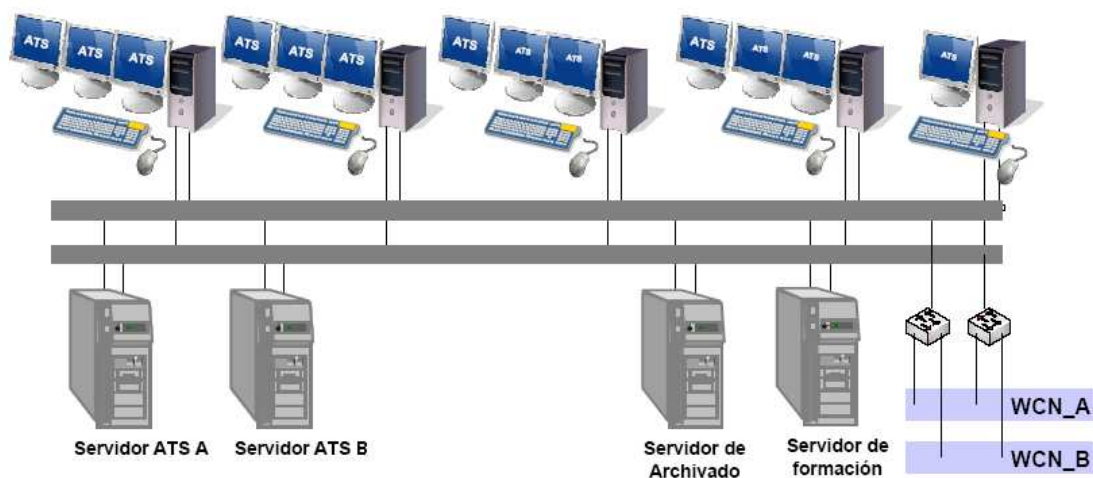 ATS ATS ATS
ATS ATS ATS
ATS ATS ATS
ATS ATS ATS
ATS
Servidor ATS A
Servidor ATS B
Servidor de
Archivado
Servidor de
formación
WCN_A
WCN_B